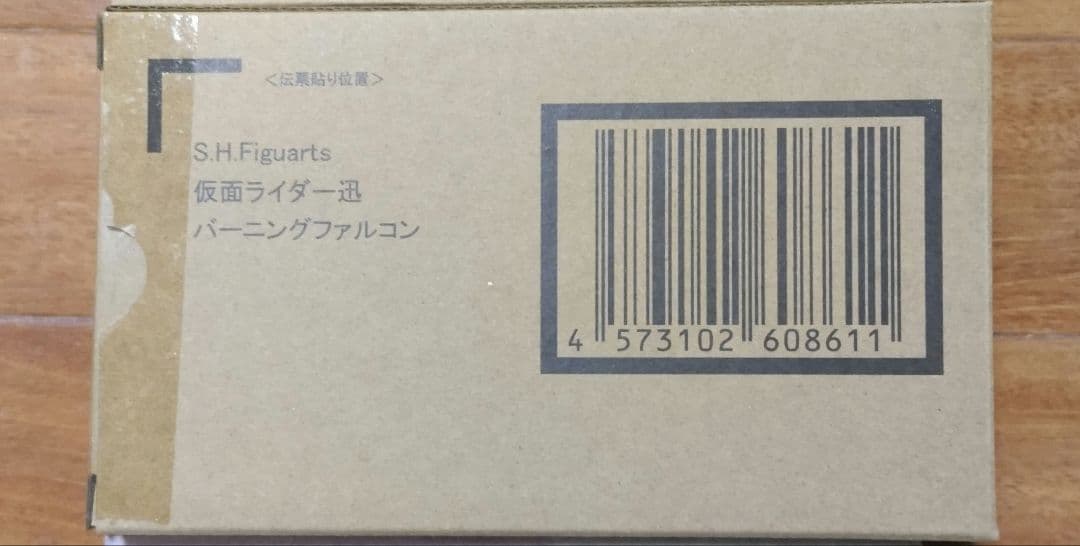 ＜伝票貼り位置＞
S.H.Figuarts
仮面ライダー迅
バーニングファルコン
4 573102 608611